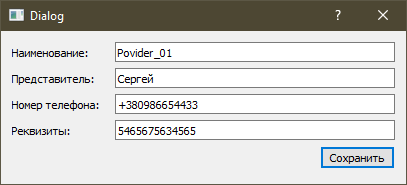 Dialog
Наименование: Povider_01
Представитель: Сергей
Номер телефона: +380986654433
Реквизиты: 5465675634565
Сохранить